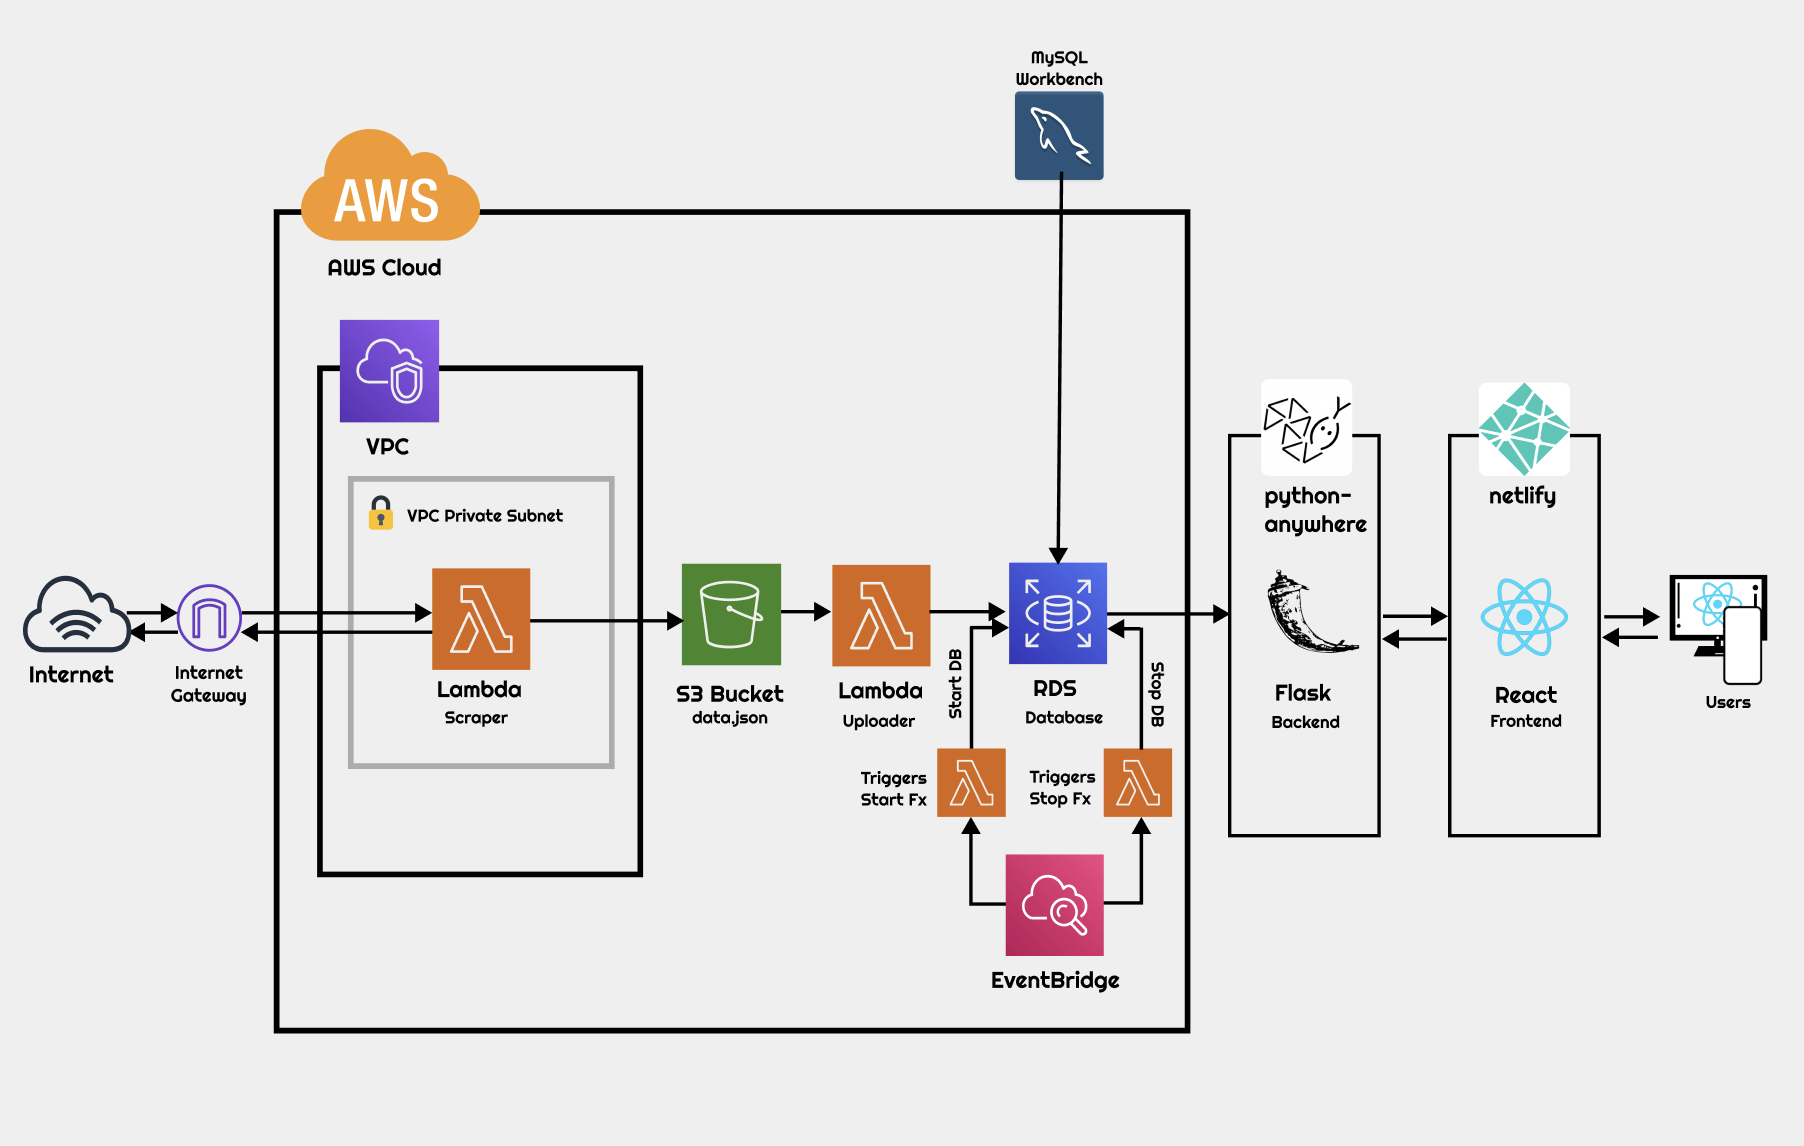 MySQL
Workbench
AWS
AWS Cloud
VPC
VPC Private Subnet
Internet
Internet
Gateway
Lambda
Scraper
S3 Bucket
data.json
Lambda
Uploader
Start DB
RDS
Database
Stop DB
Triggers
Start Fx
Triggers
Stop Fx
EventBridge
python-
anywhere
Flask
Backend
netlify
React
Frontend
Users